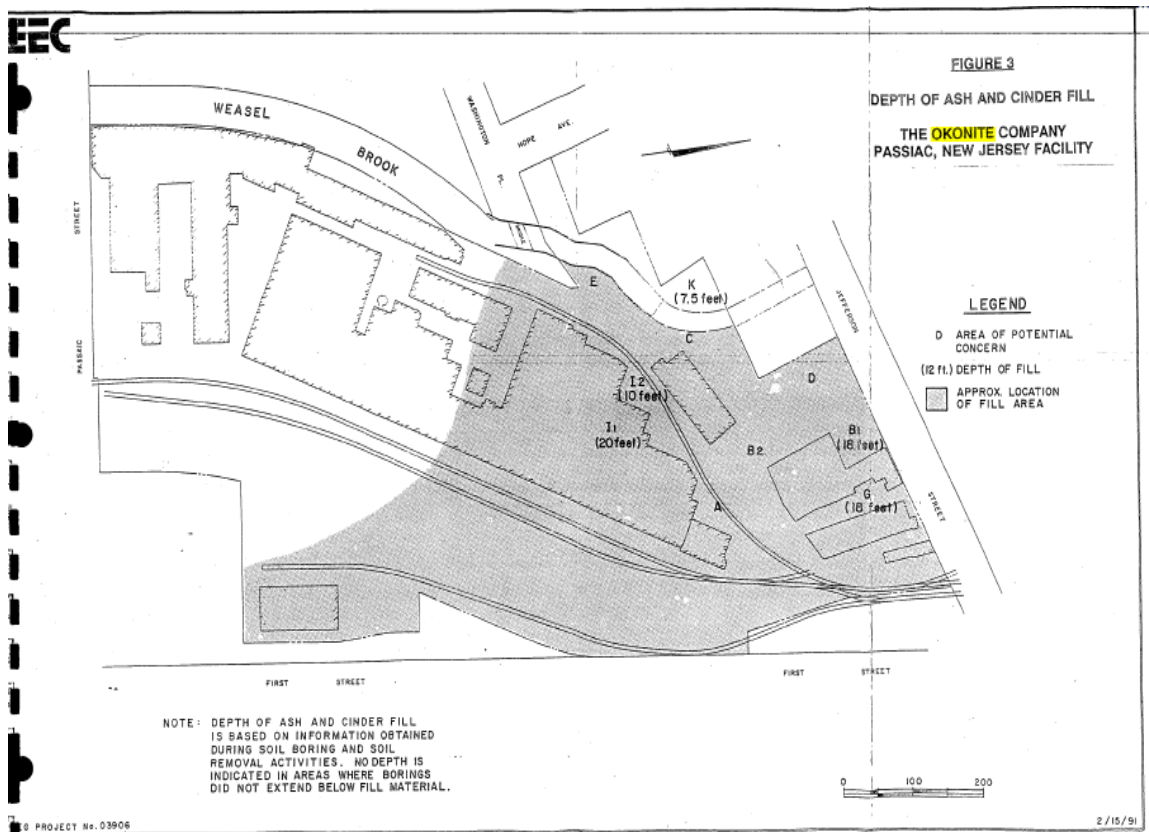 EEC
FIGURE 3
DEPTH OF ASH AND CINDER FILL
THE OKONITE COMPANY
PASSIAC, NEW JERSEY FACILITY
WEASEL
BROOK
WASHINGTON
PL.
HOPE AVE.
STREET
PASSAIC
E
K
(7.5 feet)
C
JEFFERSON
STREET
D
I2
(10 feet)
I1
(20 feet)
B2
B1
(18 feet)
G
(18 feet)
A
LEGEND
D AREA OF POTENTIAL
CONCERN
(12 ft.) DEPTH OF FILL
APPROX. LOCATION
OF FILL AREA
FIRST STREET
FIRST STREET
NOTE: DEPTH OF ASH AND CINDER FILL
IS BASED ON INFORMATION OBTAINED
DURING SOIL BORING AND SOIL
REMOVAL ACTIVITIES. NO DEPTH IS
INDICATED IN AREAS WHERE BORINGS
DID NOT EXTEND BELOW FILL MATERIAL.
0 100 200
PROJECT No. 03906
2/15/91